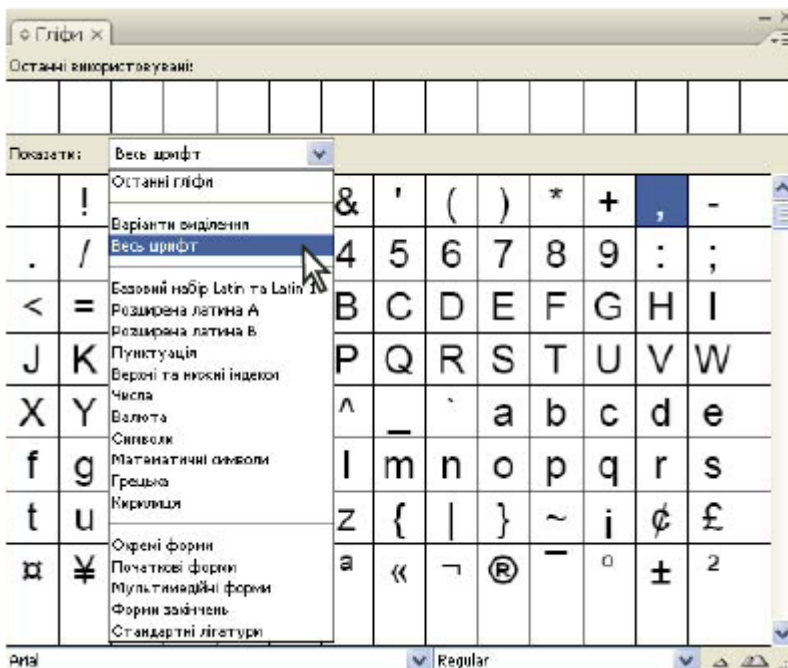 Гліфи ×
Останні використовувані:
Показати: Весь шрифт
Останні гліфи
Варіанти виділення
Весь шрифт
Базовий набір Latin та Latin 1
Розширена латина A
Розширена латина B
Пунктуація
Верхні та нижні індекси
Числа
Валюта
Символи
Математичні символи
Грецька
Кирилиця
Окремі форми
Початкові форми
Мультимедійні форми
Форми закінчень
Стандартні лігатури
! & ' ( ) * + , -
. / 4 5 6 7 8 9 : ;
< = B C D E F G H I
J K P Q R S T U V W
X Y ^ _ ` a b c d e
f g l m n o p q r s
t u z { | } ~ ¡ ¢ £
¤ ¥ ª « ¬ ® ¯ ° ± ²
Arial Regular